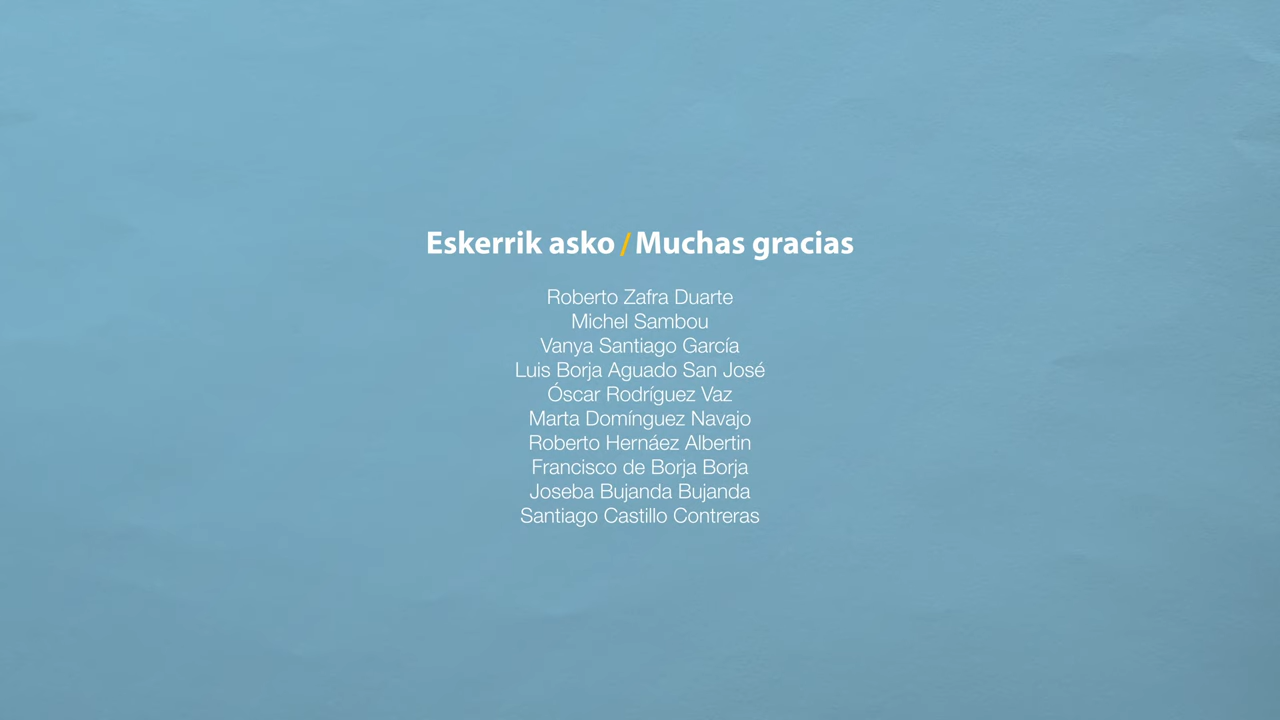 Eskerrik asko / Muchas gracias
Roberto Zafra Duarte
Michel Sambou
Vanya Santiago García
Luis Borja Aguado San José
Óscar Rodríguez Vaz
Marta Domínguez Navajo
Roberto Hernáez Albertin
Francisco de Borja Borja
Joseba Bujanda Bujanda
Santiago Castillo Contreras